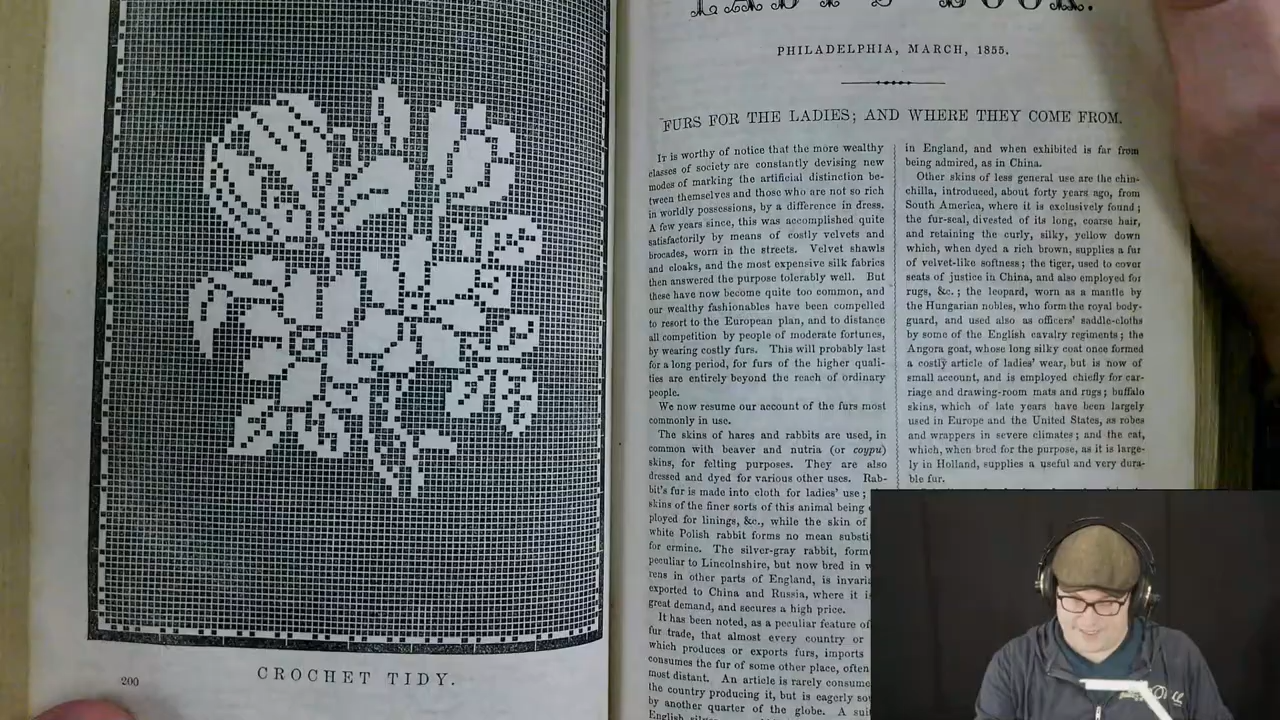 CROCHET TIDY.
200
LADY'S BOOK.
PHILADELPHIA, MARCH, 1855.
FURS FOR THE LADIES; AND WHERE THEY COME FROM.
It is worthy of notice that the more wealthy
classes of society are constantly devising new
modes of marking the artificial distinction be-
tween themselves and those who are not so rich
in worldly possessions, by a difference in dress.
A few years since, this was accomplished quite
satisfactorily by means of costly velvets and
brocades, worn in the streets. Velvet shawls
and cloaks, and the most expensive silk fabrics
then answered the purpose tolerably well. But
these have now become quite too common, and
our wealthy fashionables have been compelled
to resort to the European plan, and to distance
all competition by people of moderate fortunes,
by wearing costly furs. This will probably last
for a long period, for furs of the higher quali-
ties are entirely beyond the reach of ordinary
people.
We now resume our account of the furs most
commonly in use.
The skins of hares and rabbits are used, in
common with beaver and nutria (or coypu)
skins, for felting purposes. They are also
dressed and dyed for various other uses. Rab-
bit's fur is made into cloth for ladies' use;
skins of the finer sorts of this animal being
ployed for linings, &c., while the skin of
white Polish rabbit forms no mean substi
for ermine. The silver-gray rabbit, form
peculiar to Lincolnshire, but now bred in w
rens in other parts of England, is invari
exported to China and Russia, where it i
great demand, and secures a high price.
It has been noted, as a peculiar feature of
fur trade, that almost every country or
which produces or exports furs, imports
consumes the fur of some other place, often
most distant. An article is rarely consume
the country producing it, but is eagerly sou
by another quarter of the globe. A sui
English
in England, and when exhibited is far from
being admired, as in China.
Other skins of less general use are the chin-
chilla, introduced, about forty years ago, from
South America, where it is exclusively found;
the fur-seal, divested of its long, coarse hair,
and retaining the curly, silky, yellow down
which, when dyed a rich brown, supplies a fur
of velvet-like softness; the tiger, used to cover
seats of justice in China, and also employed for
rugs, &c.; the leopard, worn as a mantle by
the Hungarian nobles, who form the royal body-
guard, and used also as officers' saddle-cloths
by some of the English cavalry regiments; the
Angora goat, whose long silky coat once formed
a costly article of ladies' wear, but is now of
small account, and is employed chiefly for car-
riage and drawing-room mats and rugs; buffalo
skins, which of late years have been largely
used in Europe and the United States, as robes
and wrappers in severe climates; and the cat,
which, when bred for the purpose, as it is large-
ly in Holland, supplies a useful and very dura-
ble fur.